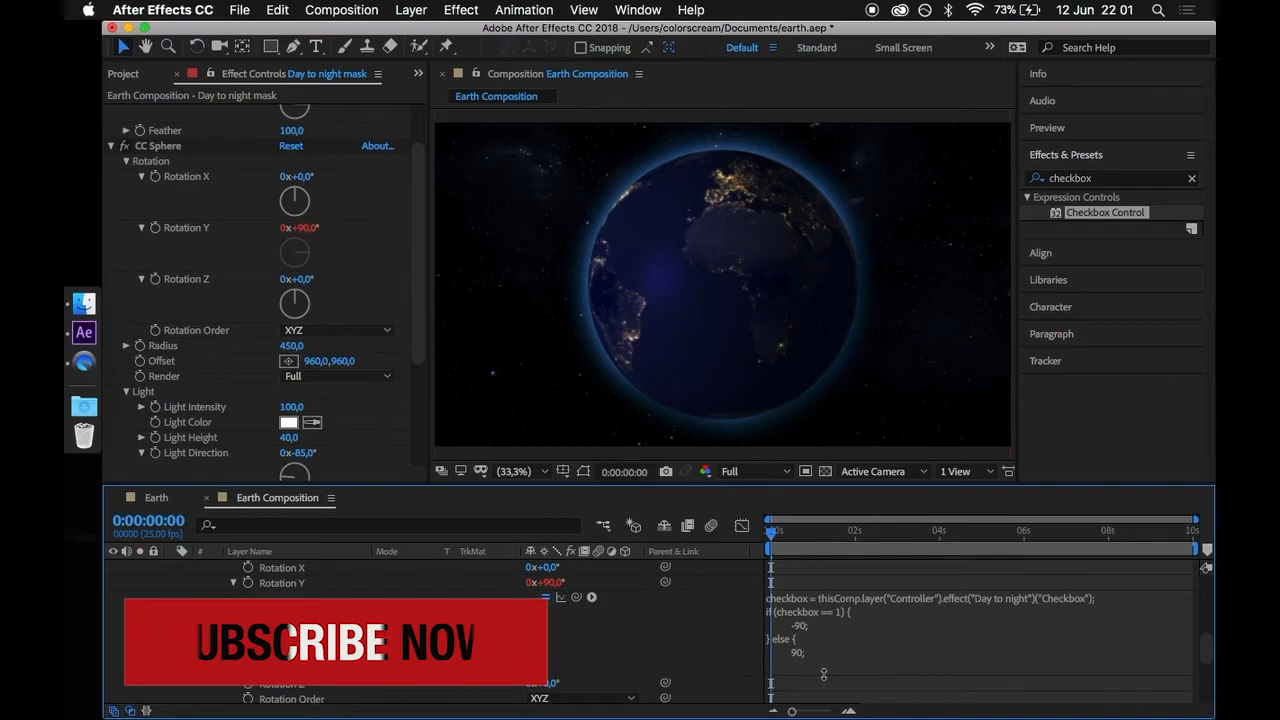 After Effects CC File Edit Composition Layer Effect Animation View Window Help 73% 12 Jun 22 01
Adobe After Effects CC 2018 - /Users/colorscream/Documents/earth.aep *
Snapping Default Standard Small Screen Search Help
Project Effect Controls Day to night mask Composition Earth Composition Info
Earth Composition • Day to night mask Earth Composition Audio
Feather 100,0 Preview
CC Sphere Reset About... Effects & Presets
Rotation checkbox
Rotation X 0x+0,0° Expression Controls
Checkbox Control
Rotation Y 0x+90,0°
Align
Rotation Z 0x+0,0° Libraries
Character
Rotation Order XYZ Paragraph
Radius 450,0
Offset 960,0,960,0 Tracker
Render Full
Light
Light Intensity 100,0
Light Color
Light Height 40,0
Light Direction 0x-85,0°
(33,3%) 0:00:00:00 Full Active Camera 1 View
Earth Earth Composition
0:00:00:00
00000 (25.00 fps) 02s 04s 06s 08s 10s
# Layer Name Mode T TrkMat Parent & Link
Rotation X 0x+0,0°
Rotation Y 0x+90,0°
checkbox = thisComp.layer("Controller").effect("Day to night")("Checkbox");
if (checkbox == 1) {
-90;
} else {
90;
UBSCRIBE NOW
Rotation Order XYZ